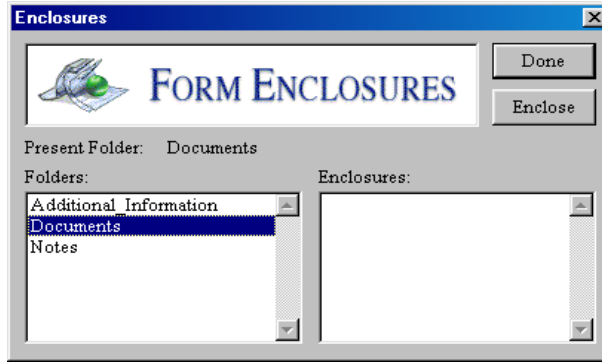 Enclosures
FORM ENCLOSURES
Done
Enclose
Present Folder: Documents
Folders:
Enclosures:
Additional_Information
Documents
Notes